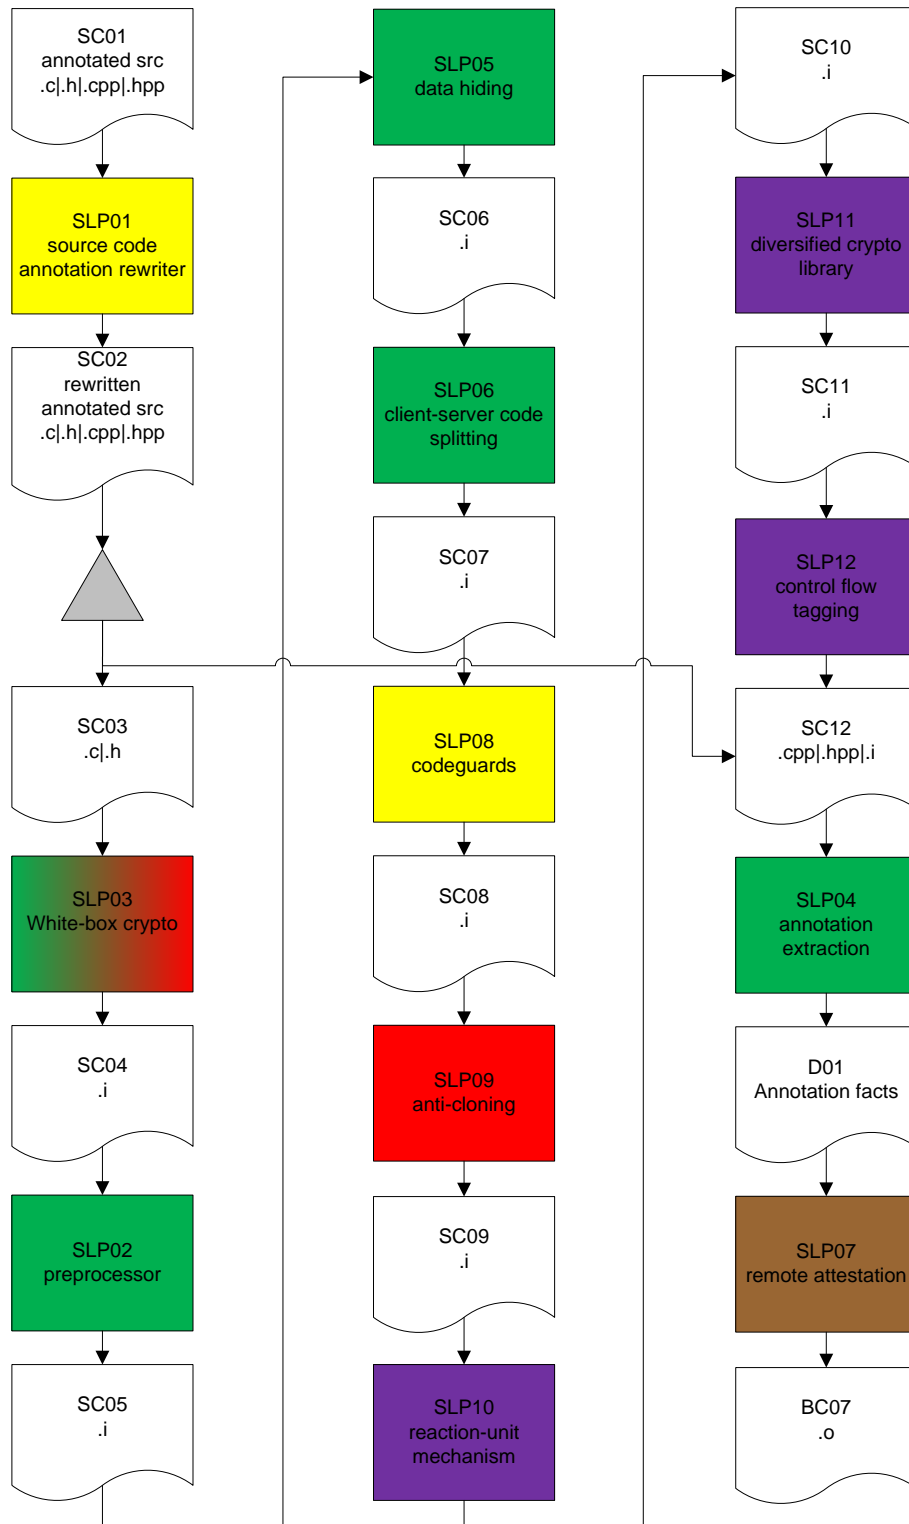 SC01
annotated src
.c|.h|.cpp|.hpp
SLP01
source code
annotation rewriter
SC02
rewritten
annotated src
.c|.h|.cpp|.hpp
SC03
.c|.h
SLP03
White-box crypto
SC04
.i
SLP02
preprocessor
SC05
.i
SLP05
data hiding
SC06
.i
SLP06
client-server code
splitting
SC07
.i
SLP08
codeguards
SC08
.i
SLP09
anti-cloning
SC09
.i
SLP10
reaction-unit
mechanism
SC10
.i
SLP11
diversified crypto
library
SC11
.i
SLP12
control flow
tagging
SC12
.cpp|.hpp|.i
SLP04
annotation
extraction
D01
Annotation facts
SLP07
remote attestation
BC07
.o